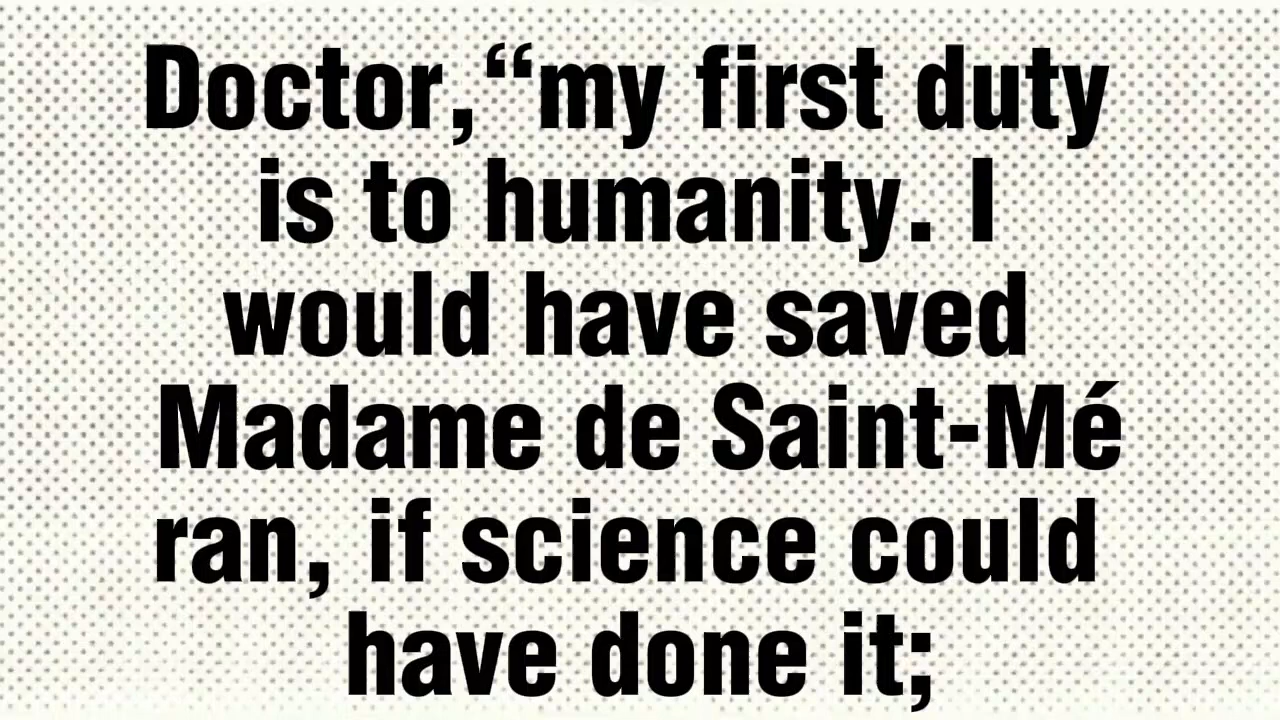 Doctor,“my first duty
is to humanity. I
would have saved
Madame de Saint-Mé
ran, if science could
have done it;